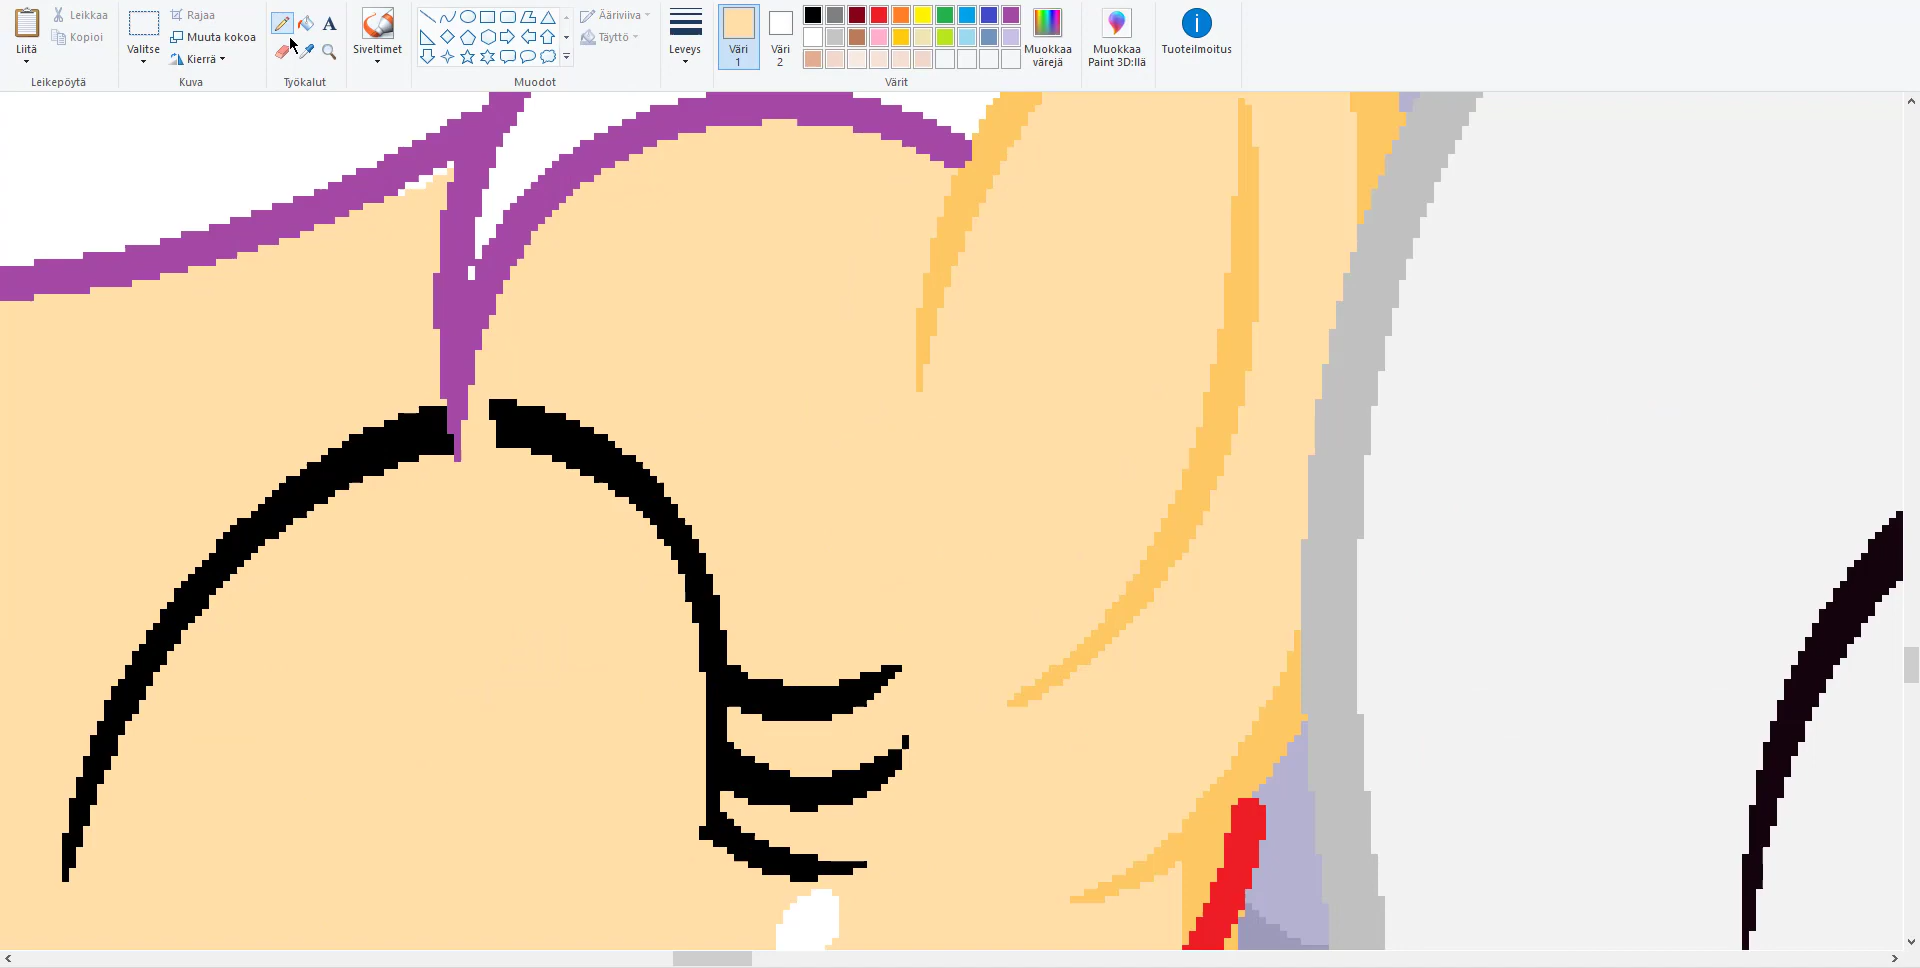 Liitä
Leikkaa
Kopioi
Leikepöytä
Valitse
Rajaa
Muuta kokoa
Kierrä
Kuva
A
Työkalut
Siveltimet
Ääriviiva
Täyttö
Muodot
Leveys
Väri
1
Väri
2
Värit
Muokkaa
värejä
Muokkaa
Paint 3D:llä
Tuoteilmoitus